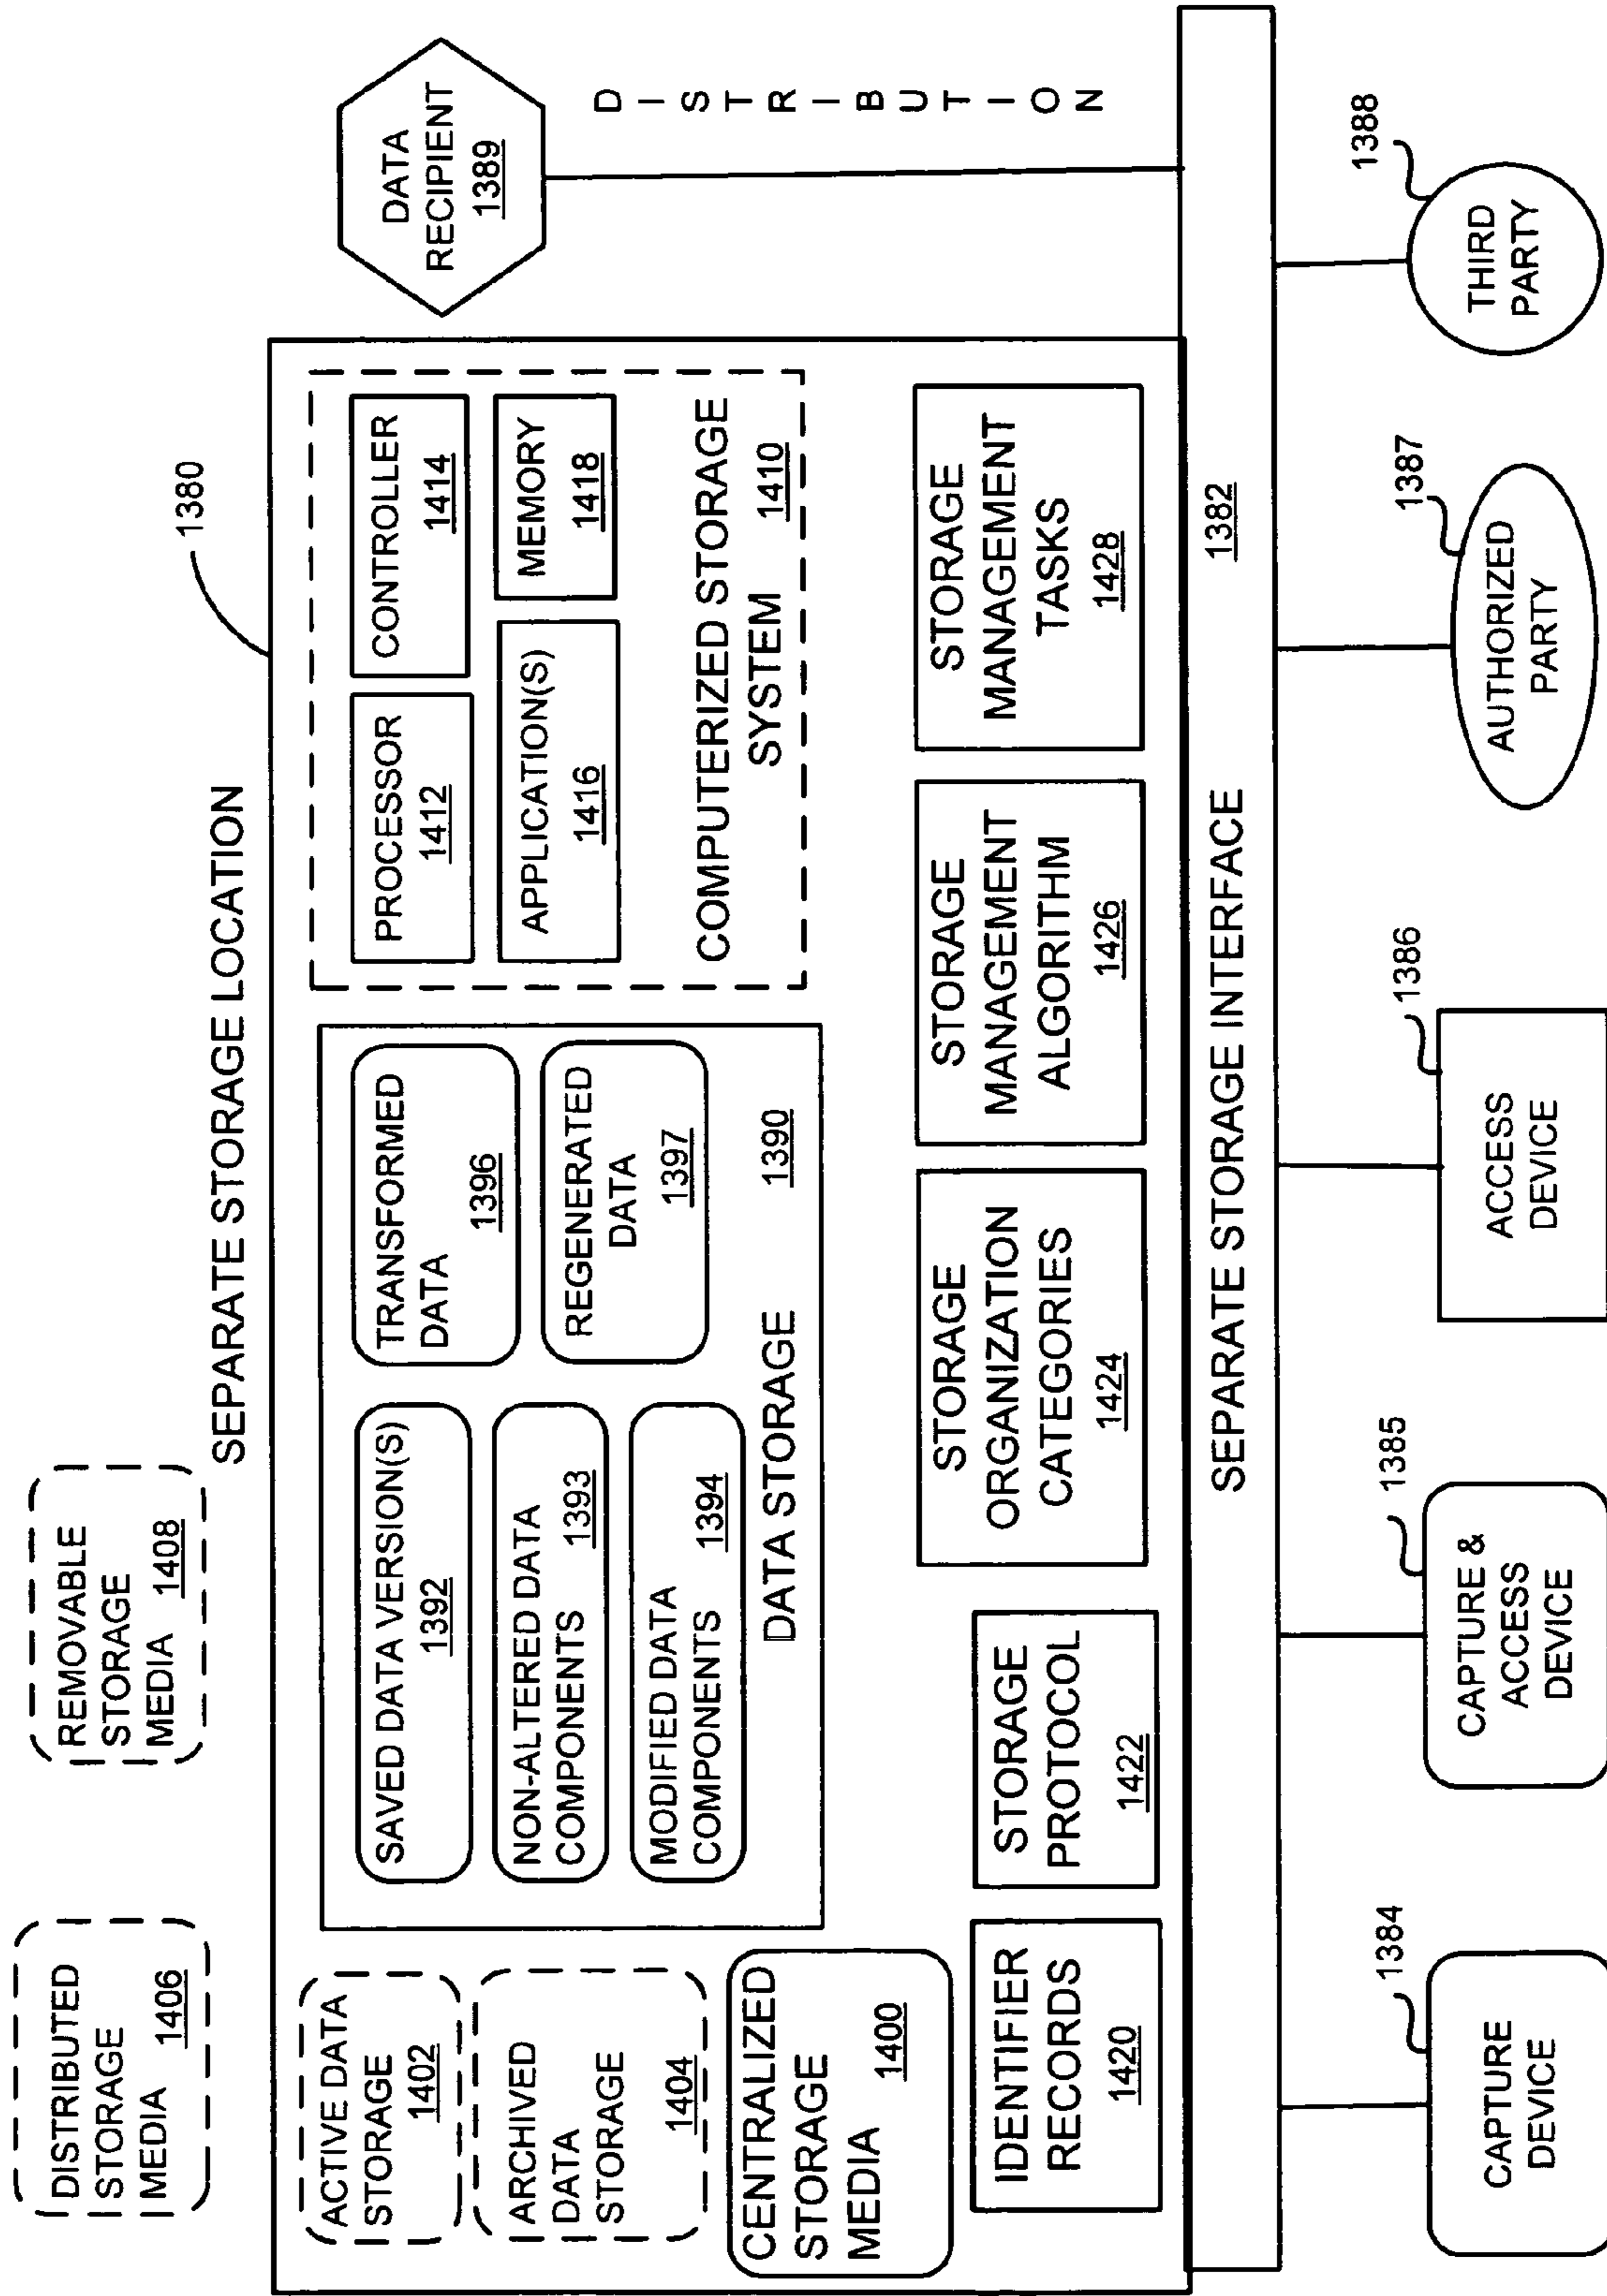 DISTRIBUTED
STORAGE
MEDIA 1406
REMOVABLE
STORAGE
MEDIA 1408
SEPARATE STORAGE LOCATION
1380
ACTIVE DATA
STORAGE
1402
ARCHIVED
DATA
STORAGE
1404
CENTRALIZED
STORAGE
MEDIA 1400
SAVED DATA VERSION(S)
1392
NON-ALTERED DATA
COMPONENTS 1393
MODIFIED DATA
COMPONENTS 1394
TRANSFORMED
DATA 1396
REGENERATED
DATA 1397
DATA STORAGE 1390
PROCESSOR
1412
CONTROLLER
1414
APPLICATION(S)
1416
MEMORY
1418
COMPUTERIZED STORAGE
SYSTEM 1410
DATA
RECIPIENT
1389
DISTRIBUTION
IDENTIFIER
RECORDS
1420
STORAGE
PROTOCOL
1422
STORAGE
ORGANIZATION
CATEGORIES
1424
STORAGE
MANAGEMENT
ALGORITHM
1426
STORAGE
MANAGEMENT
TASKS
1428
SEPARATE STORAGE INTERFACE 1382
1384
CAPTURE
DEVICE
1385
CAPTURE &
ACCESS
DEVICE
1386
ACCESS
DEVICE
1387
AUTHORIZED
PARTY
1388
THIRD
PARTY